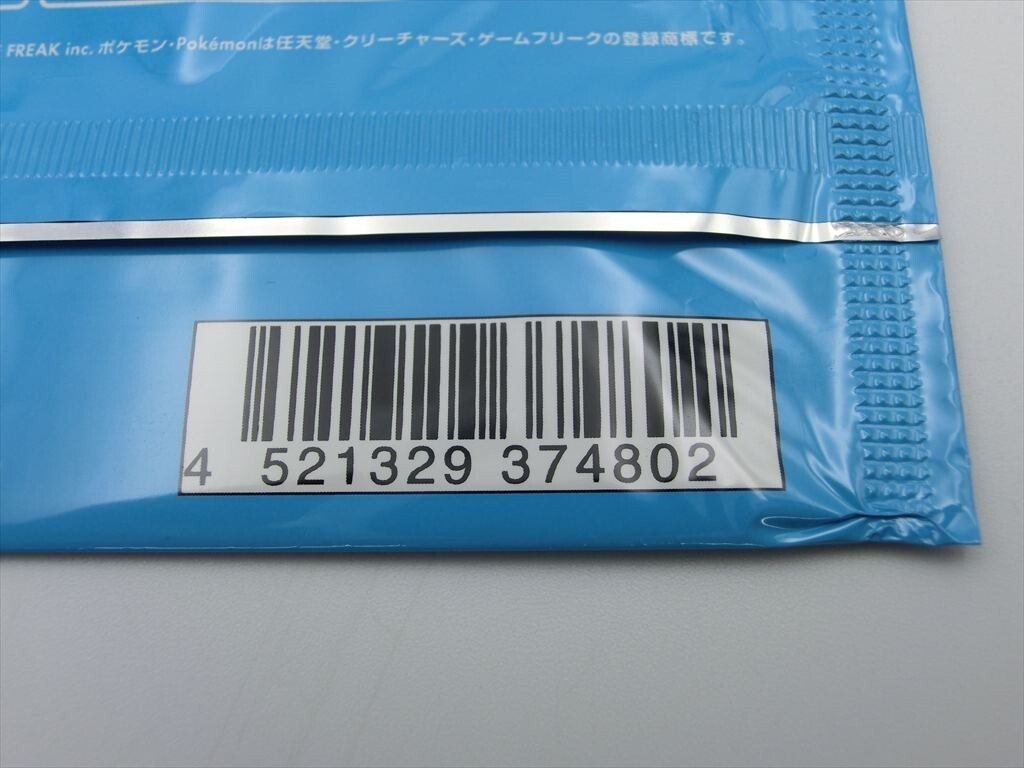 FREAK inc. ポケモン・Pokémonは任天堂・クリーチャーズ・ゲームフリークの登録商標です。
4 521329 374802